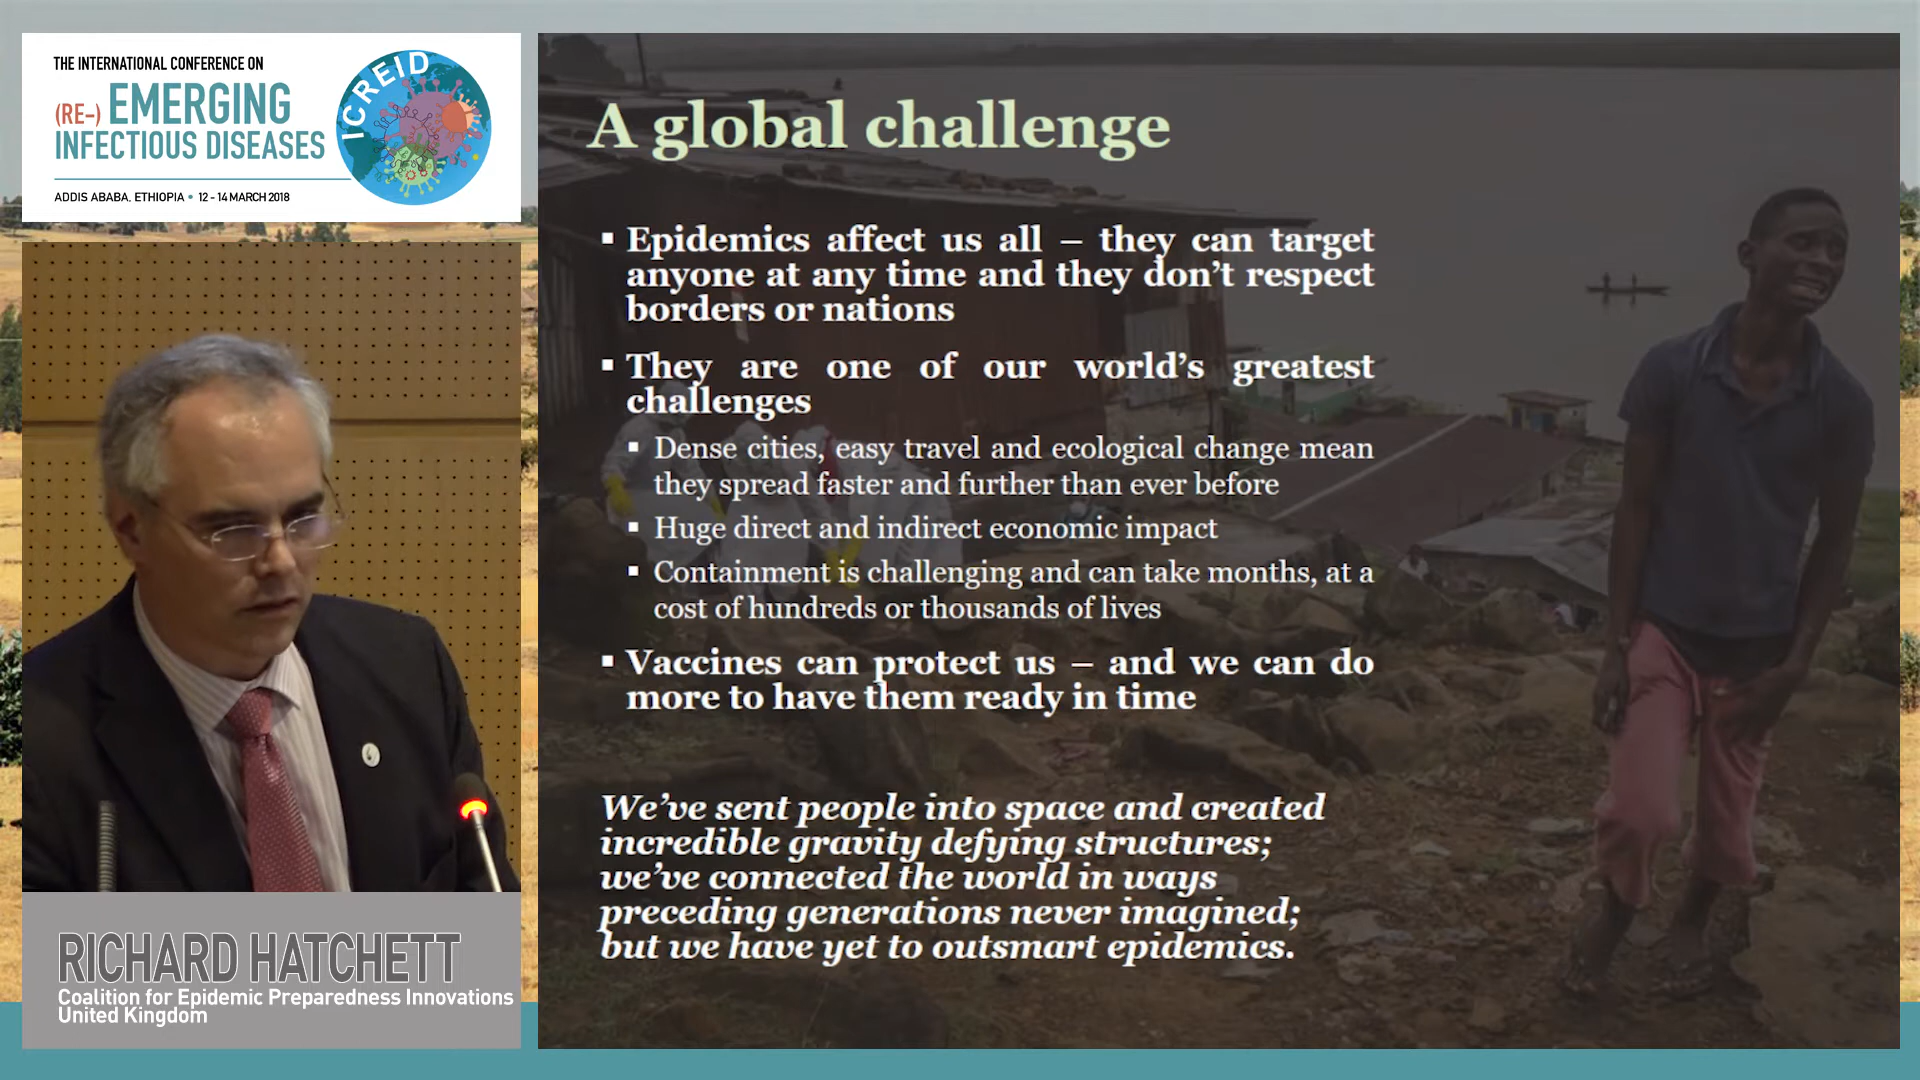 THE INTERNATIONAL CONFERENCE ON
(RE-) EMERGING
INFECTIOUS DISEASES
ADDIS ABABA, ETHIOPIA • 12 - 14 MARCH 2018
ICREID
A global challenge
▪ Epidemics affect us all – they can target
anyone at any time and they don’t respect
borders or nations
▪ They are one of our world’s greatest
challenges
▪ Dense cities, easy travel and ecological change mean
they spread faster and further than ever before
▪ Huge direct and indirect economic impact
▪ Containment is challenging and can take months, at a
cost of hundreds or thousands of lives
▪ Vaccines can protect us – and we can do
more to have them ready in time
We’ve sent people into space and created
incredible gravity defying structures;
we’ve connected the world in ways
preceding generations never imagined;
but we have yet to outsmart epidemics.
RICHARD HATCHETT
Coalition for Epidemic Preparedness Innovations
United Kingdom